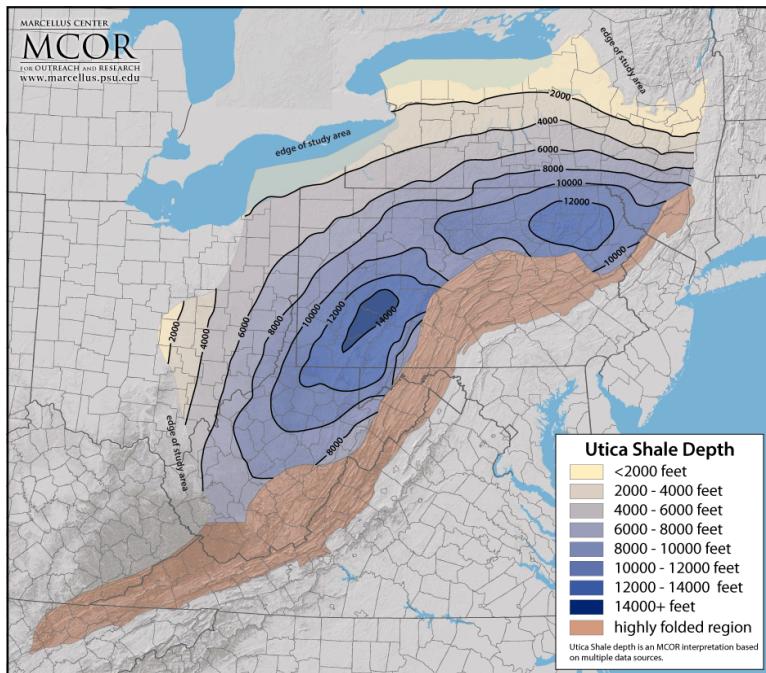 MARCELLUS CENTER
MCOR
FOR OUTREACH AND RESEARCH
www.marcellus.psu.edu
edge of study area
2000
4000
6000
8000
10000
12000
edge of study area
10000
2000
4000
6000
8000
10000
12000
14000
8000
edge of study area
Utica Shale Depth
<2000 feet
2000 - 4000 feet
4000 - 6000 feet
6000 - 8000 feet
8000 - 10000 feet
10000 - 12000 feet
12000 - 14000 feet
14000+ feet
highly folded region
Utica Shale depth is an MCOR interpretation based
on multiple data sources.